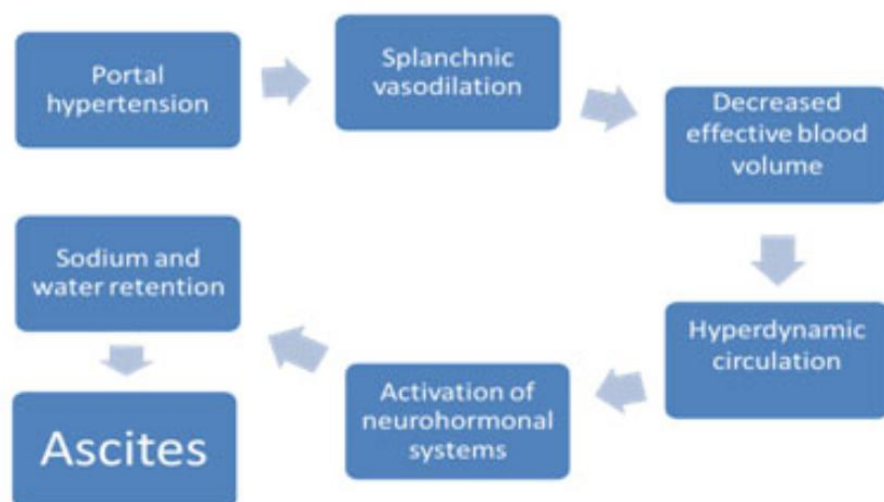 Portal
hypertension
Splanchnic
vasodilation
Decreased
effective blood
volume
Hyperdynamic
circulation
Activation of
neurohormonal
systems
Sodium and
water retention
Ascites